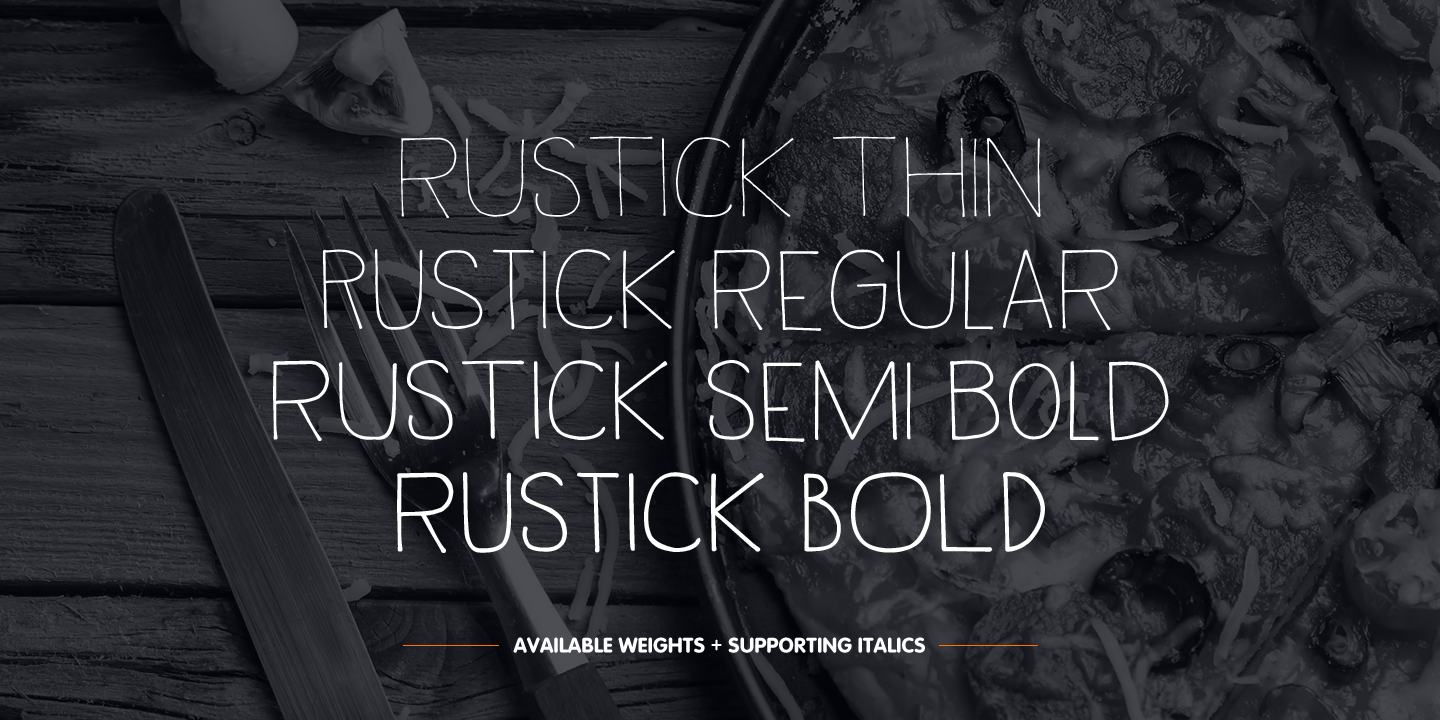 RUSTICK THIN
RUSTICK REGULAR
RUSTICK SEMI BOLD
RUSTICK BOLD
AVAILABLE WEIGHTS + SUPPORTING ITALICS